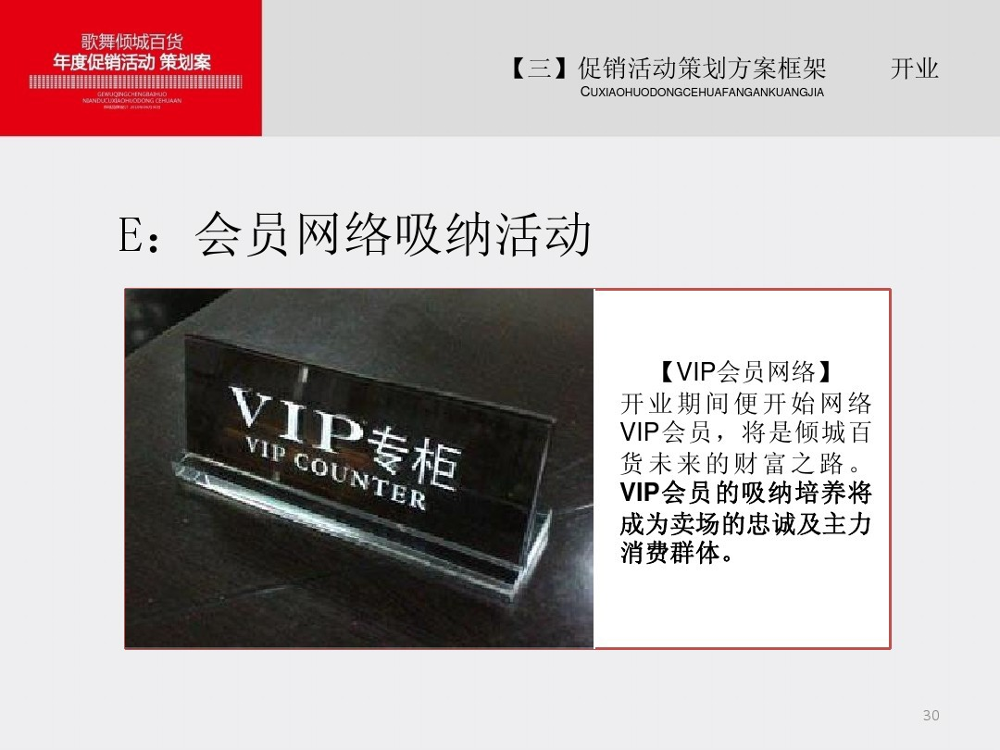 歌舞倾城百货
年度促销活动 策划案
GEWUQINGCHENGBAIHUO
NIANDUCUXIAOHUODONG CEHUAAN
【三】促销活动策划方案框架 开业
CUXIAOHUODONGCEHUAFANGANKUANGJIA
E：会员网络吸纳活动
VIP专柜
VIP COUNTER
【VIP会员网络】
开业期间便开始网络
VIP会员，将是倾城百
货未来的财富之路。
VIP会员的吸纳培养将
成为卖场的忠诚及主力
消费群体。
30